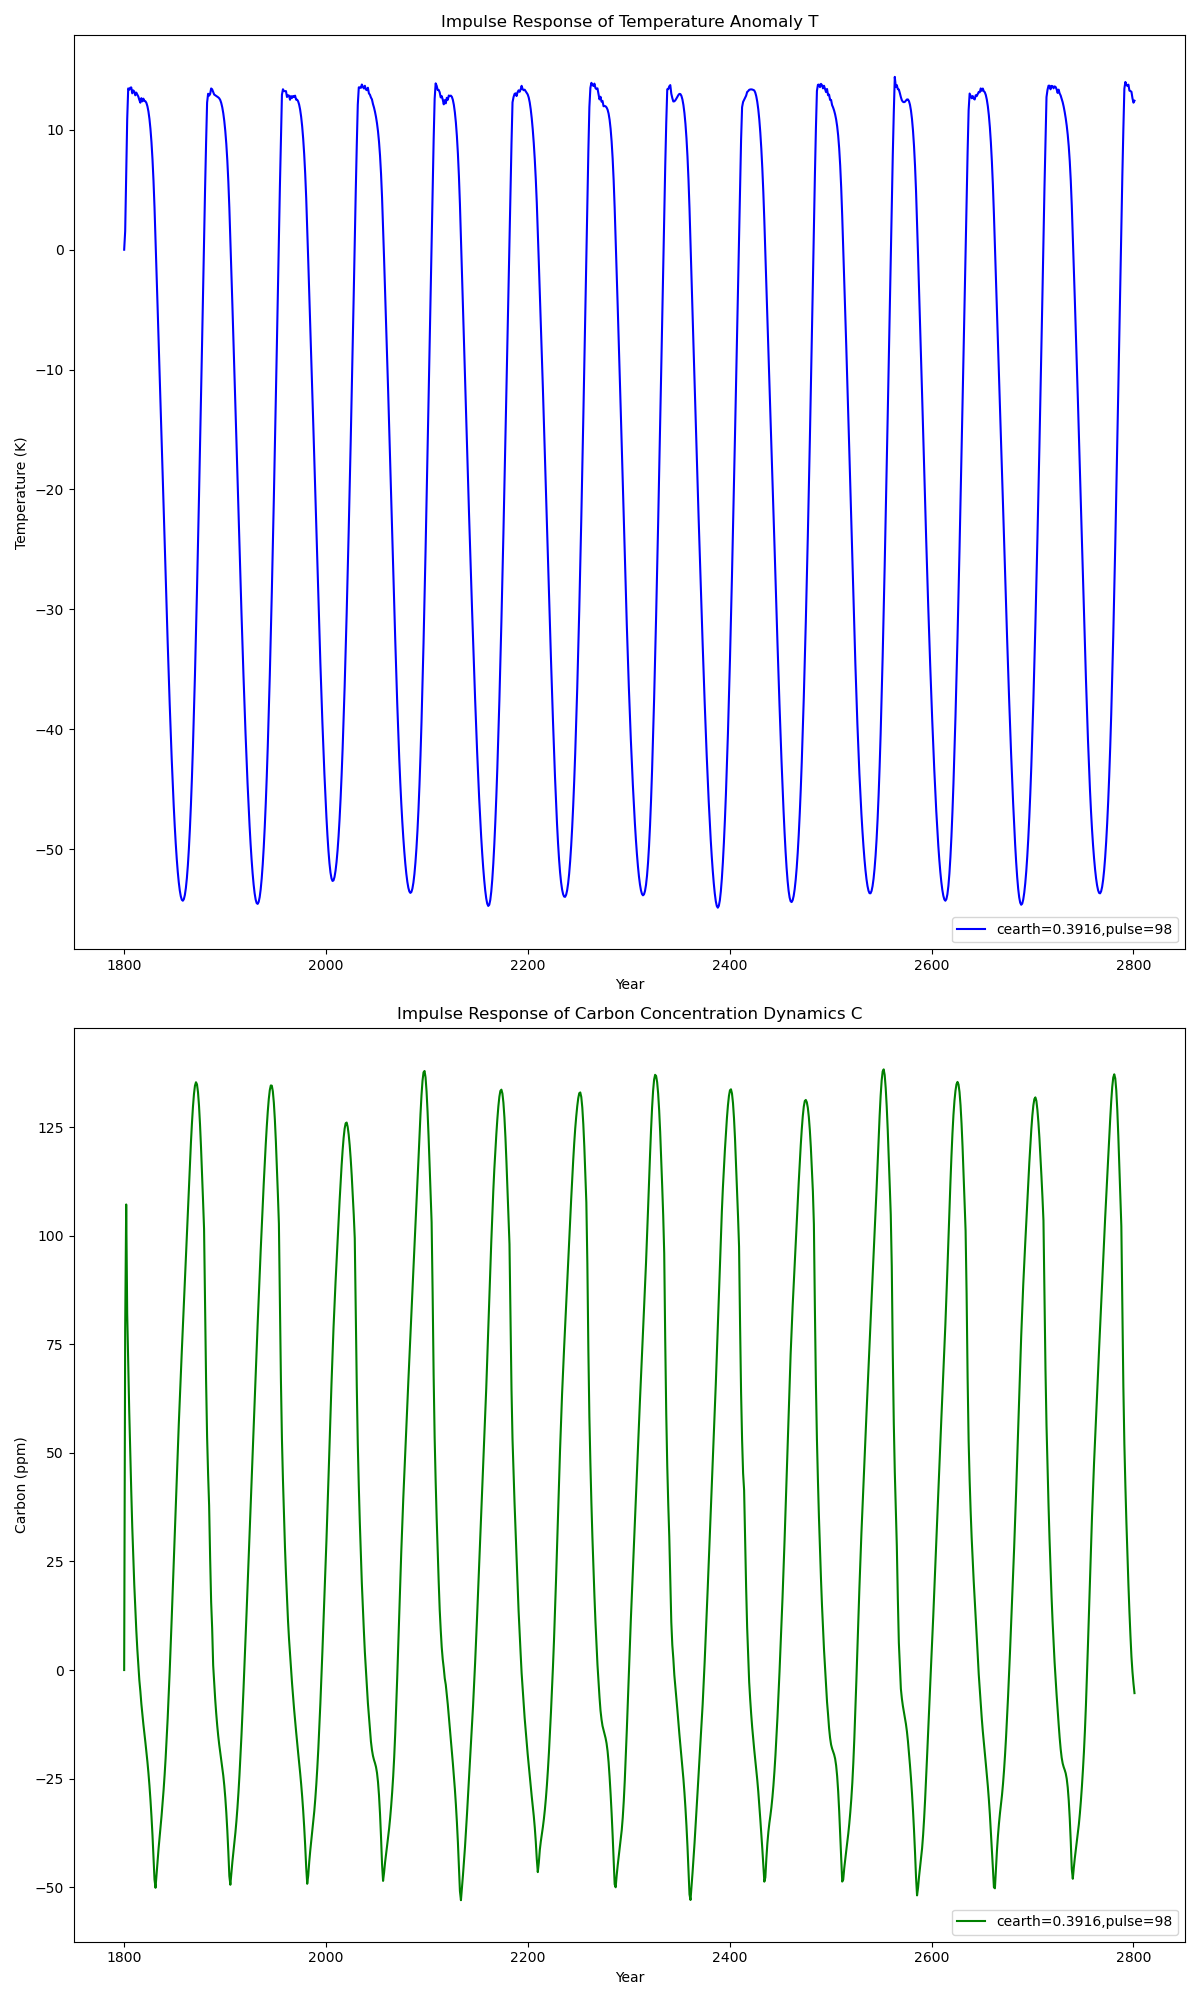 Impulse Response of Temperature Anomaly T
10
0
−10
−20
−30
−40
−50
Temperature (K)
cearth=0.3916,pulse=98
1800 2000 2200 2400 2600 2800
Year
Impulse Response of Carbon Concentration Dynamics C
125
100
75
50
25
0
−25
−50
Carbon (ppm)
cearth=0.3916,pulse=98
1800 2000 2200 2400 2600 2800
Year